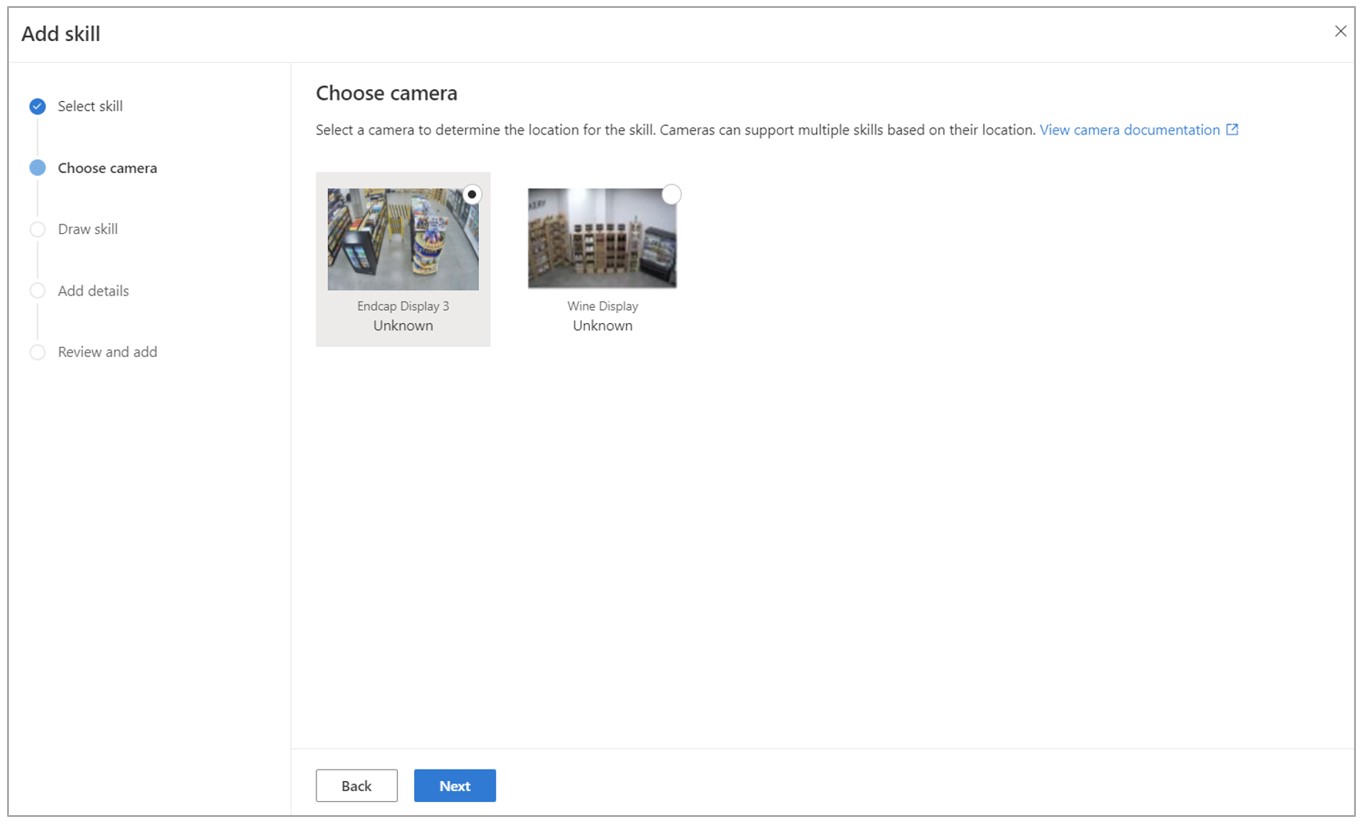 Add skill
Select skill
Choose camera
Draw skill
Add details
Review and add
Choose camera
Select a camera to determine the location for the skill. Cameras can support multiple skills based on their location. View camera documentation
Endcap Display 3
Unknown
Wine Display
Unknown
Back
Next